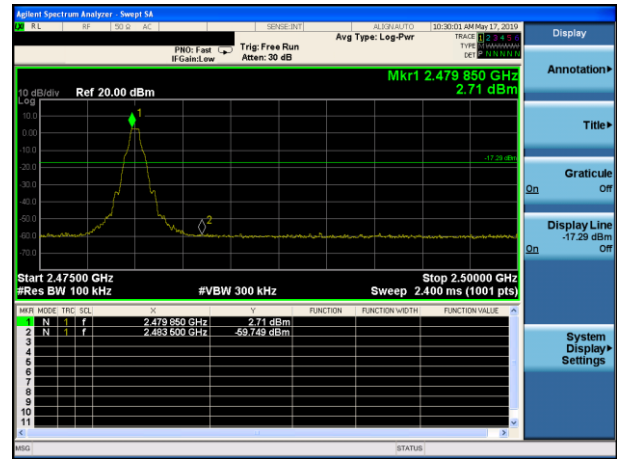 Agilent Spectrum Analyzer - Swept SA
RL RF 50 Ω AC SENSE:INT ALIGN AUTO 10:30:01 AM May 17, 2019
Avg Type: Log-Pwr TRACE 1 2 3 4 5 6
PNO: Fast Trig: Free Run TYPE M WWWWW
IFGain:Low Atten: 30 dB DET P N N N N N
Mkr1 2.479 850 GHz
10 dB/div Ref 20.00 dBm 2.71 dBm
Log
10.0
1
0.00
-10.0
-17.29 dBm
-20.0
-30.0
-40.0
-50.0
2
-60.0
-70.0
Start 2.47500 GHz Stop 2.50000 GHz
#Res BW 100 kHz #VBW 300 kHz Sweep 2.400 ms (1001 pts)
MKR MODE TRC SCL X Y FUNCTION FUNCTION WIDTH FUNCTION VALUE
1 N 1 f 2.479 850 GHz 2.71 dBm
2 N 1 f 2.483 500 GHz -59.749 dBm
3
4
5
6
7
8
9
10
11
MSG STATUS
Display
Annotation
Title
Graticule
On Off
Display Line
-17.29 dBm
On Off
System
Display
Settings